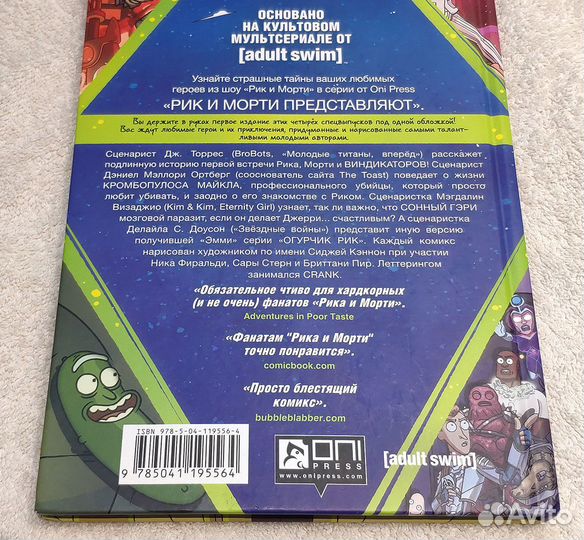 ОСНОВАНО
НА КУЛЬТОВОМ
МУЛЬТСЕРИАЛЕ ОТ
[adult swim]
Узнайте страшные тайны ваших любимых
героев из шоу «Рик и Морти» в серии от Oni Press
«РИК И МОРТИ ПРЕДСТАВЛЯЮТ».
Вы держите в руках первое издание этих четырёх спецвыпусков под одной обложкой!
Вас ждут любимые герои и их приключения, придуманные и нарисованные самыми талант-
ливыми молодыми авторами.
Сценарист Дж. Торрес (BroBots, «Молодые титаны, вперёд») расскажет
подлинную историю первой встречи Рика, Морти и ВИНДИКАТОРОВ! Сценарист
Дэниел Мэллори Ортберг (сооснователь сайта The Toast) поведает о жизни
КРОМБОПУЛОСА МАЙКЛА, профессионального убийцы, который просто
любит убивать, и заодно о его знакомстве с Риком. Сценаристка Мэгдалин
Визаджио (Kim & Kim, Eternity Girl) узнает, так ли важно, что СОННЫЙ ГЭРИ
мозговой паразит, если он делает Джерри... счастливым? А сценаристка
Делайла С. Доусон («Звёздные войны») представит иную версию
получившей «Эмми» серии «ОГУРЧИК РИК». Каждый комикс
нарисован художником по имени Сиджей Кэннон при участии
Ника Фиральди, Сары Стерн и Бриттани Пир. Леттерингом
занимался CRANK.
«Обязательное чтиво для хардкорных
(и не очень) фанатов «Рика и Морти».
Adventures in Poor Taste
«Фанатам "Рика и Морти"
точно понравится».
comicbook.com
«Просто блестящий
комикс».
bubbleblabber.com
ISBN 978-5-04-119556-4
9 785041 195564
ONI
PRESS
www.onipress.com
[adult swim]
Avito